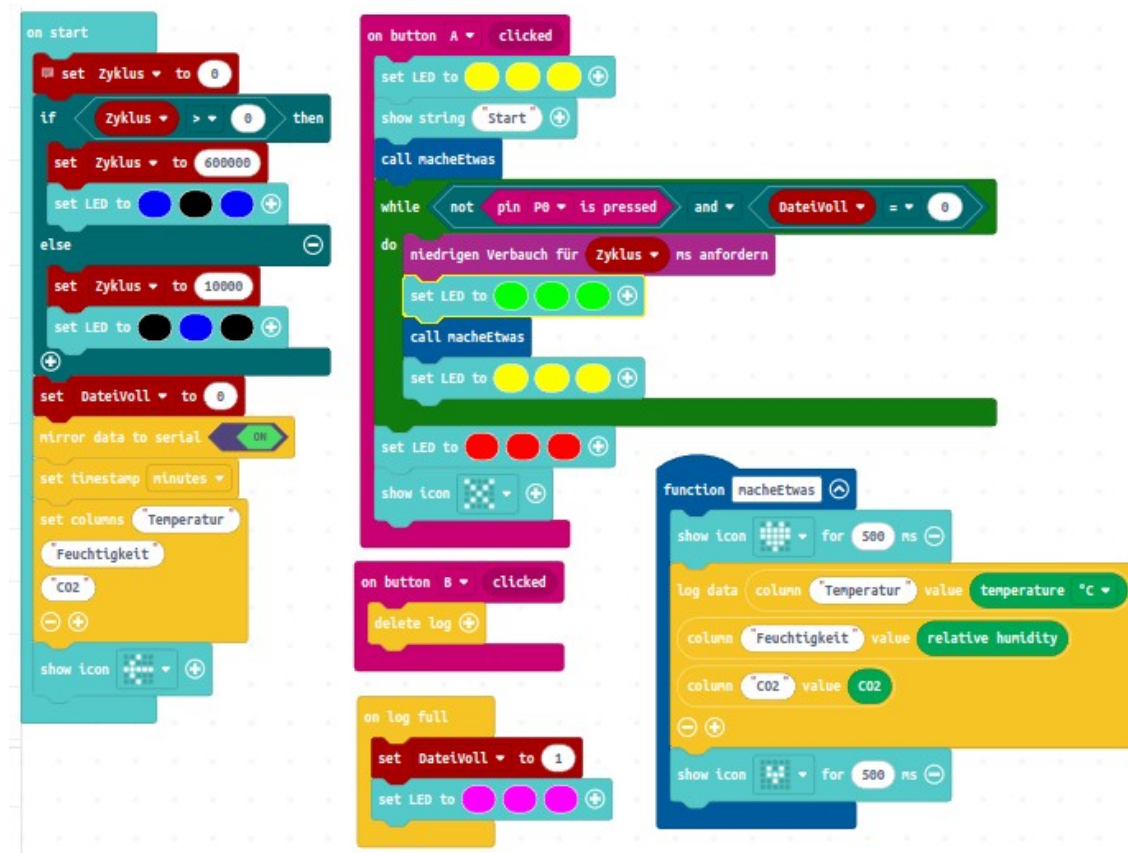 on start
set Zyklus to 0
if Zyklus > 0 then
set Zyklus to 600000
set LED to
else
set Zyklus to 10000
set LED to
set DateiVoll to 0
mirror data to serial ON
set timestamp minutes
set columns "Temperatur"
"Feuchtigkeit"
"CO2"
show icon
on button A clicked
set LED to
show string "Start"
call macheEtwas
while not pin P0 is pressed and DateiVoll = 0
do
niedrigen Verbauch für Zyklus ms anfordern
set LED to
call macheEtwas
set LED to
set LED to
show icon
on button B clicked
delete log
on log full
set DateiVoll to 1
set LED to
function macheEtwas
show icon for 500 ms
log data column "Temperatur" value temperature °C
column "Feuchtigkeit" value relative humidity
column "CO2" value CO2
show icon for 500 ms